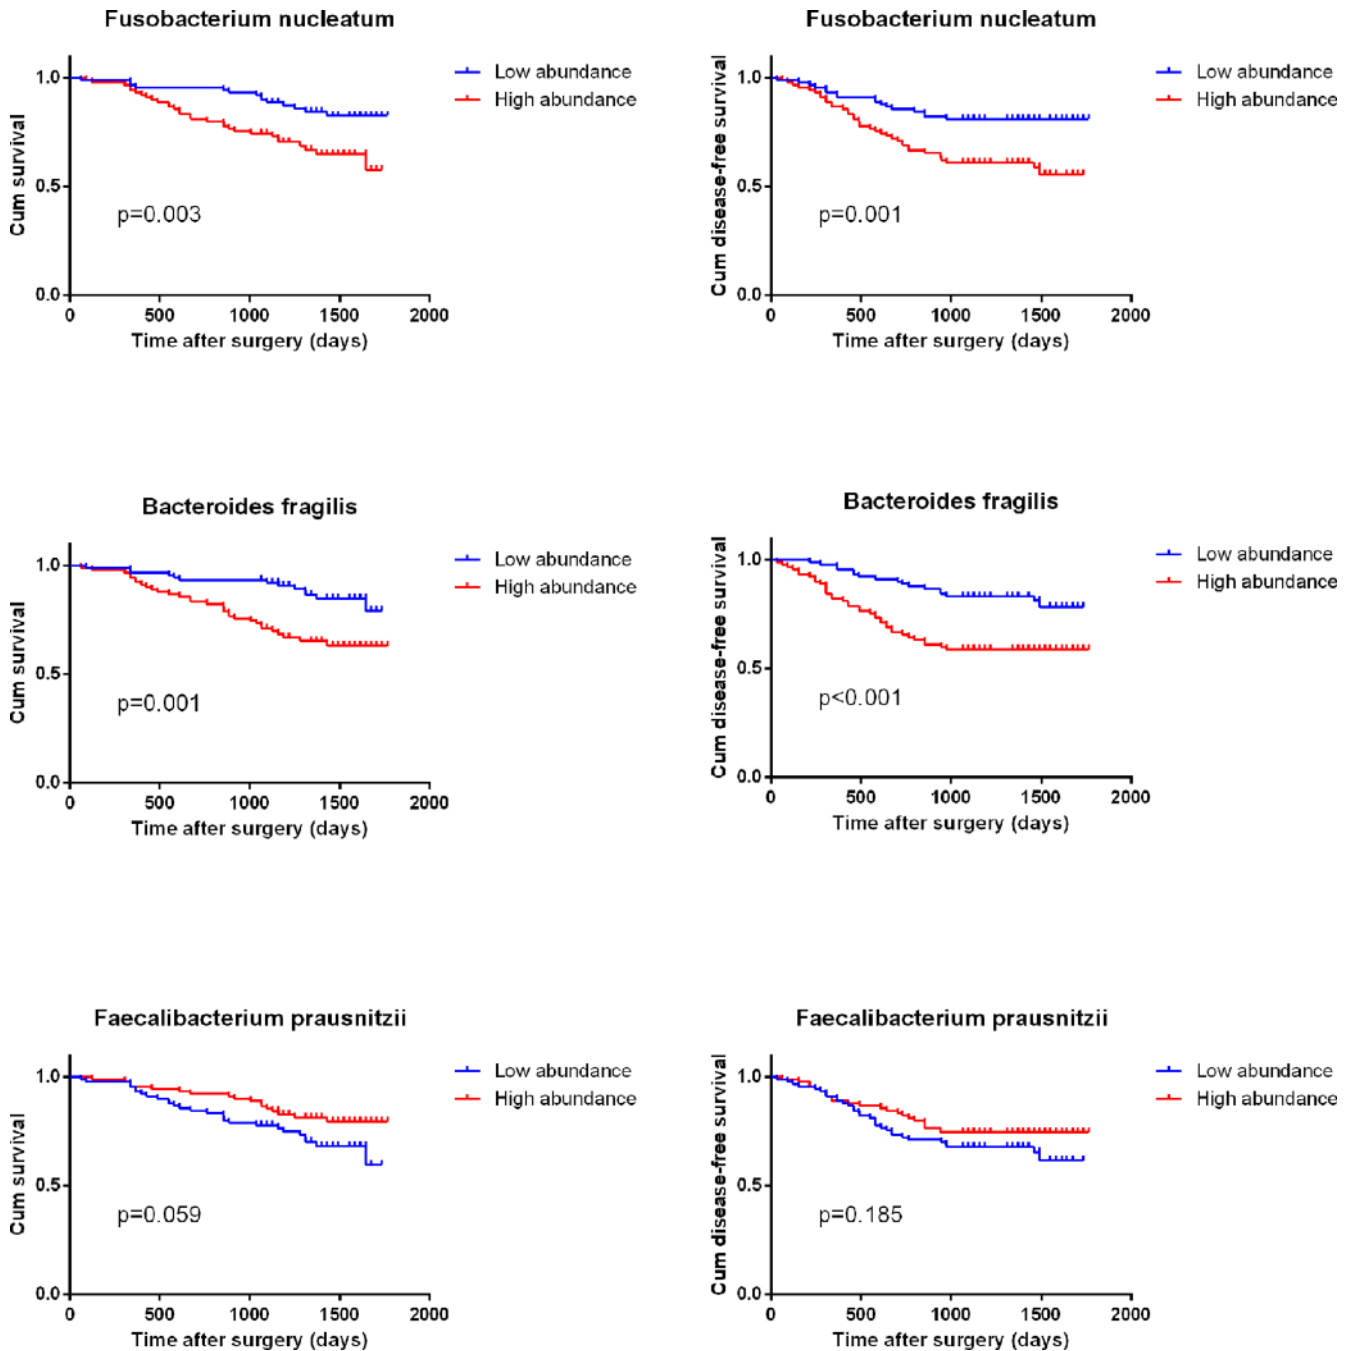 Fusobacterium nucleatum
Cum survival
1.0
0.5
0.0
0 500 1000 1500 2000
Time after surgery (days)
Low abundance
High abundance
p=0.003
Fusobacterium nucleatum
Cum disease-free survival
1.0
0.5
0.0
0 500 1000 1500 2000
Time after surgery (days)
Low abundance
High abundance
p=0.001
Bacteroides fragilis
Cum survival
1.0
0.5
0.0
0 500 1000 1500 2000
Time after surgery (days)
Low abundance
High abundance
p=0.001
Bacteroides fragilis
Cum disease-free survival
1.0
0.5
0.0
0 500 1000 1500 2000
Time after surgery (days)
Low abundance
High abundance
p<0.001
Faecalibacterium prausnitzii
Cum survival
1.0
0.5
0.0
0 500 1000 1500 2000
Time after surgery (days)
Low abundance
High abundance
p=0.059
Faecalibacterium prausnitzii
Cum disease-free survival
1.0
0.5
0.0
0 500 1000 1500 2000
Time after surgery (days)
Low abundance
High abundance
p=0.185